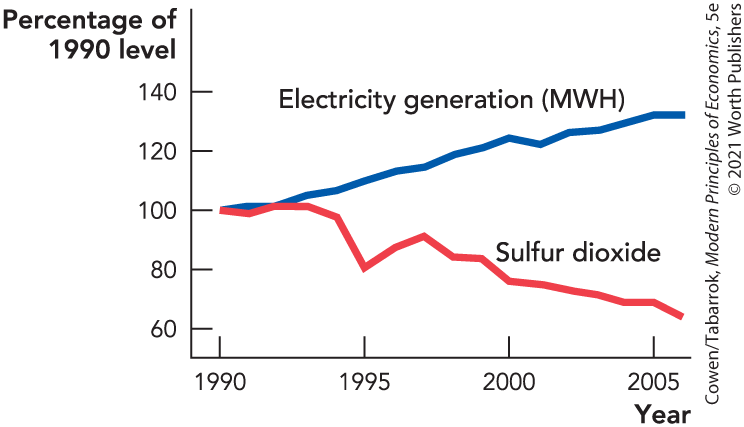 Percentage of
1990 level
140
120
100
80
60
Electricity generation (MWH)
Sulfur dioxide
1990
1995
2000
2005
Year
Cowen/Tabarrok, Modern Principles of Economics, 5e
© 2021 Worth Publishers